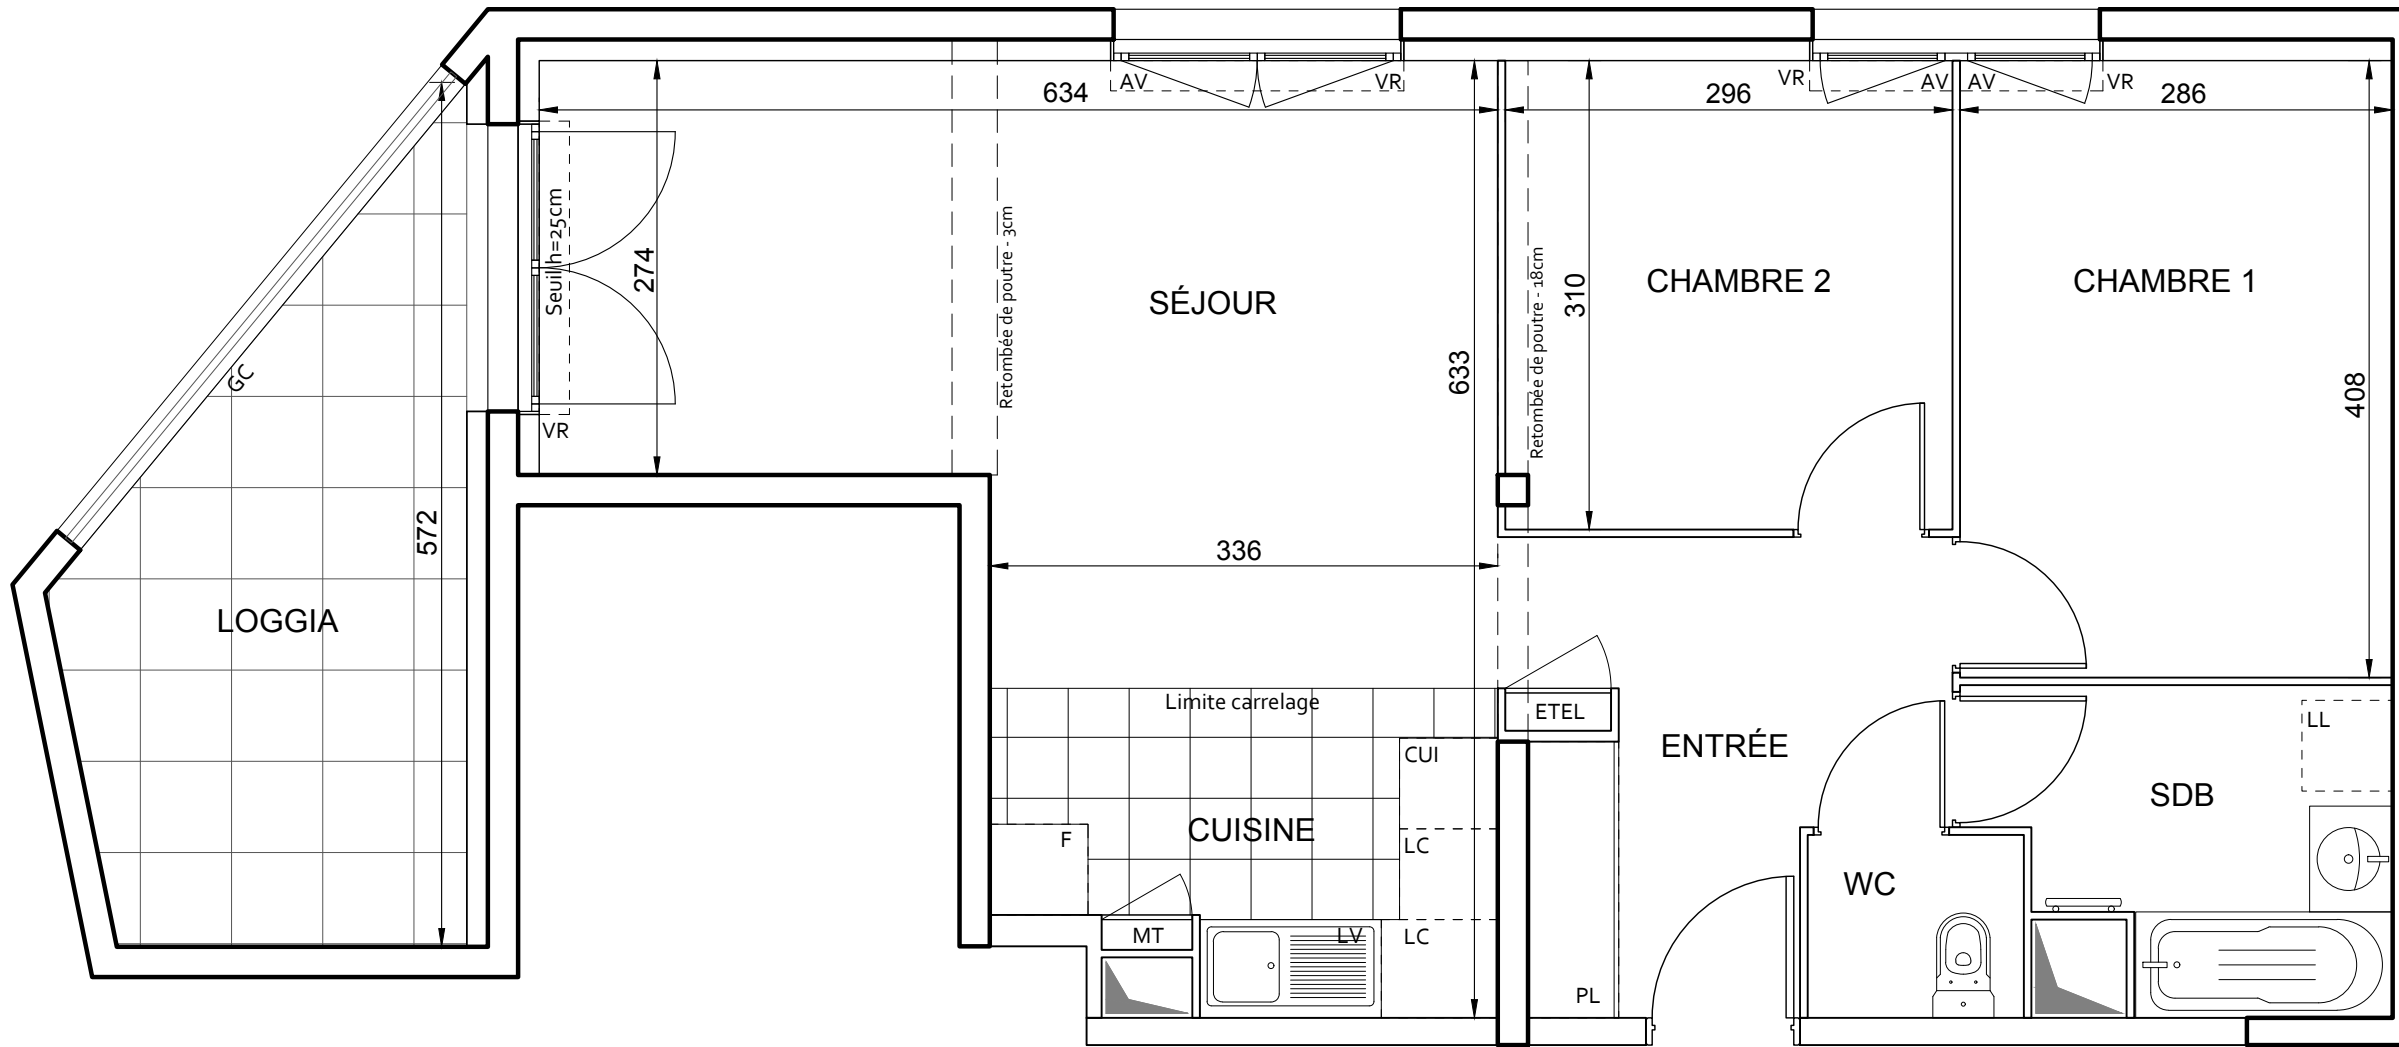 AV
VR
VR
AV
AV
VR
634
296
286
Seuil h=25cm
274
Retombée de poutre - 3cm
SÉJOUR
633
Retombée de poutre - 18cm
310
CHAMBRE 2
CHAMBRE 1
408
GC
VR
572
336
LOGGIA
Limite carrelage
ETEL
ENTRÉE
LL
CUI
SDB
F
CUISINE
LC
WC
MT
LV
LC
PL